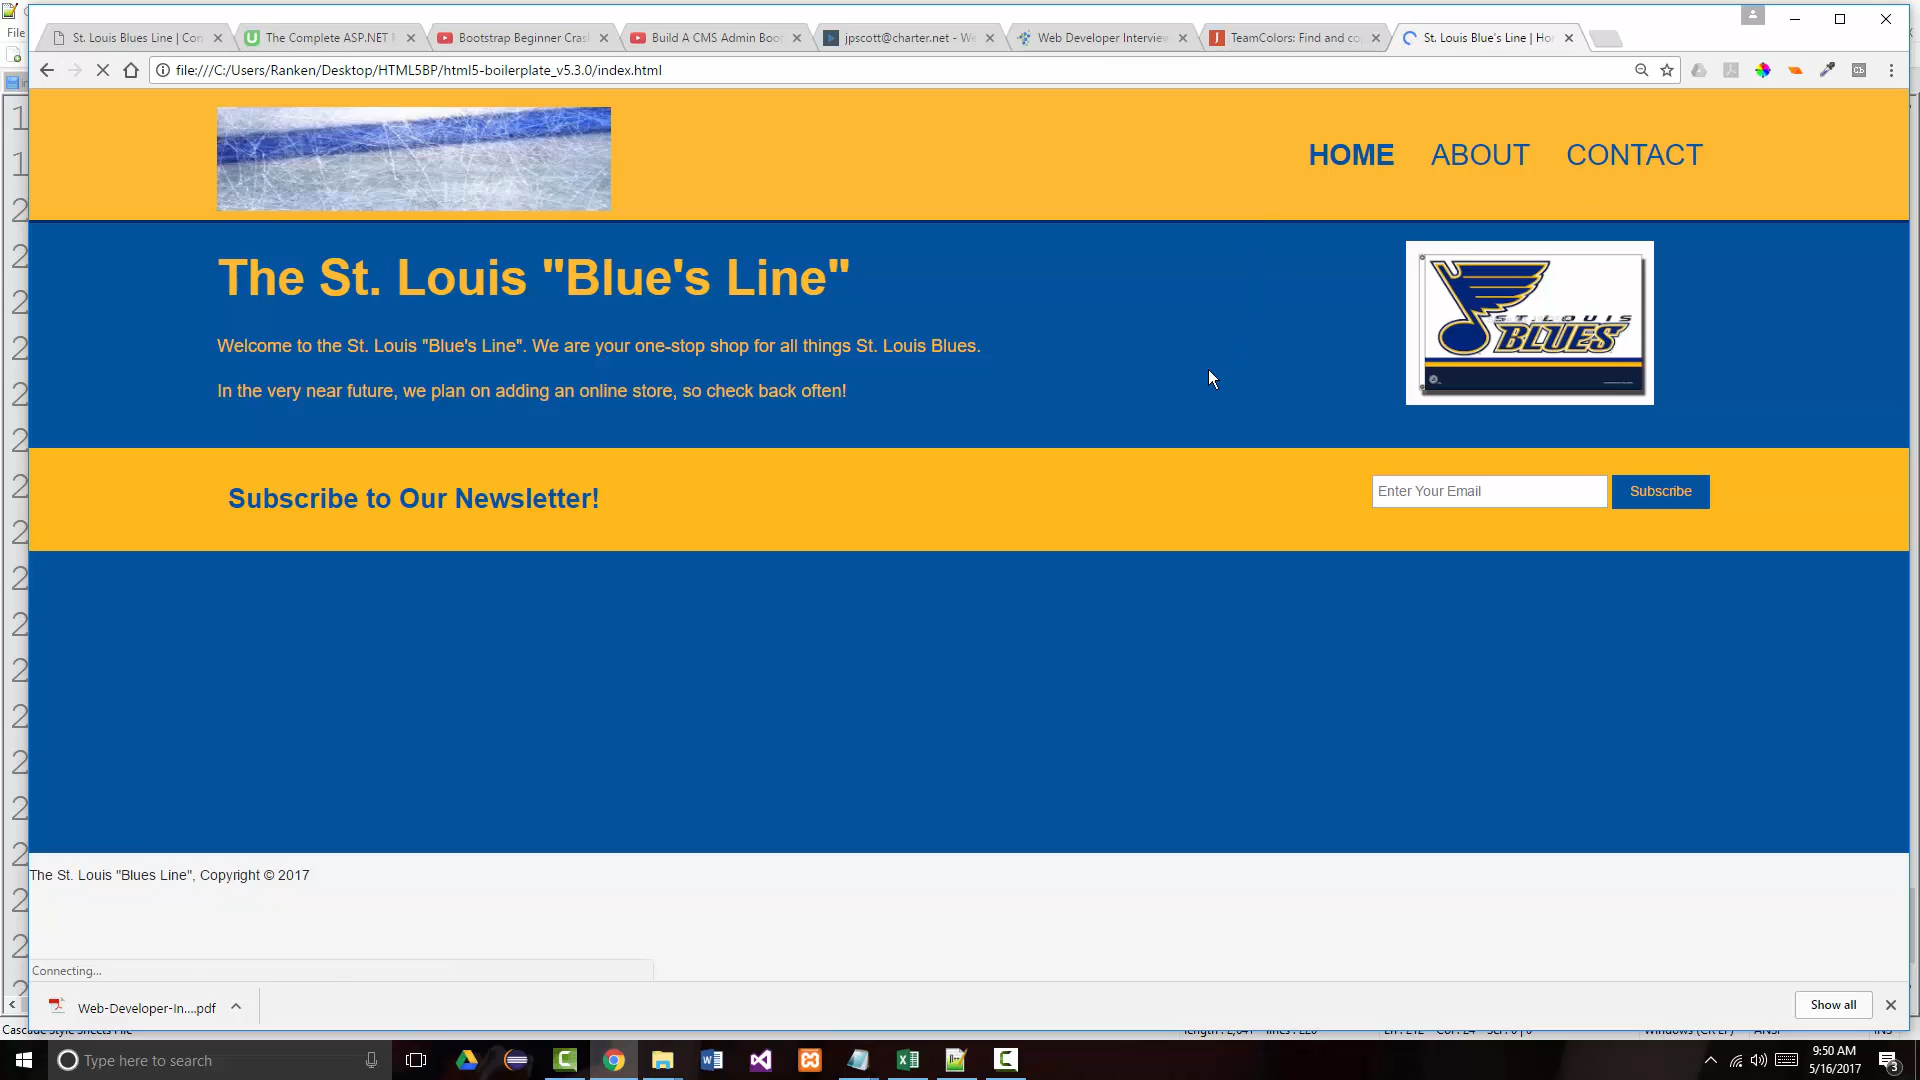 St. Louis Blues Line | Con
The Complete ASP.NET
Bootstrap Beginner Cras
Build A CMS Admin Boo
jpscott@charter.net - We
Web Developer Intervie
TeamColors: Find and co
St. Louis Blue's Line | Ho
File
file:///C:/Users/Ranken/Desktop/HTML5BP/html5-boilerplate_v5.3.0/index.html
HOME ABOUT CONTACT
The St. Louis "Blue's Line"
Welcome to the St. Louis "Blue's Line". We are your one-stop shop for all things St. Louis Blues.
In the very near future, we plan on adding an online store, so check back often!
ST. LOUIS
BLUES
Subscribe to Our Newsletter!
Enter Your Email
Subscribe
The St. Louis "Blues Line", Copyright © 2017
Connecting...
Web-Developer-In....pdf
Show all
Type here to search
9:50 AM
5/16/2017
3